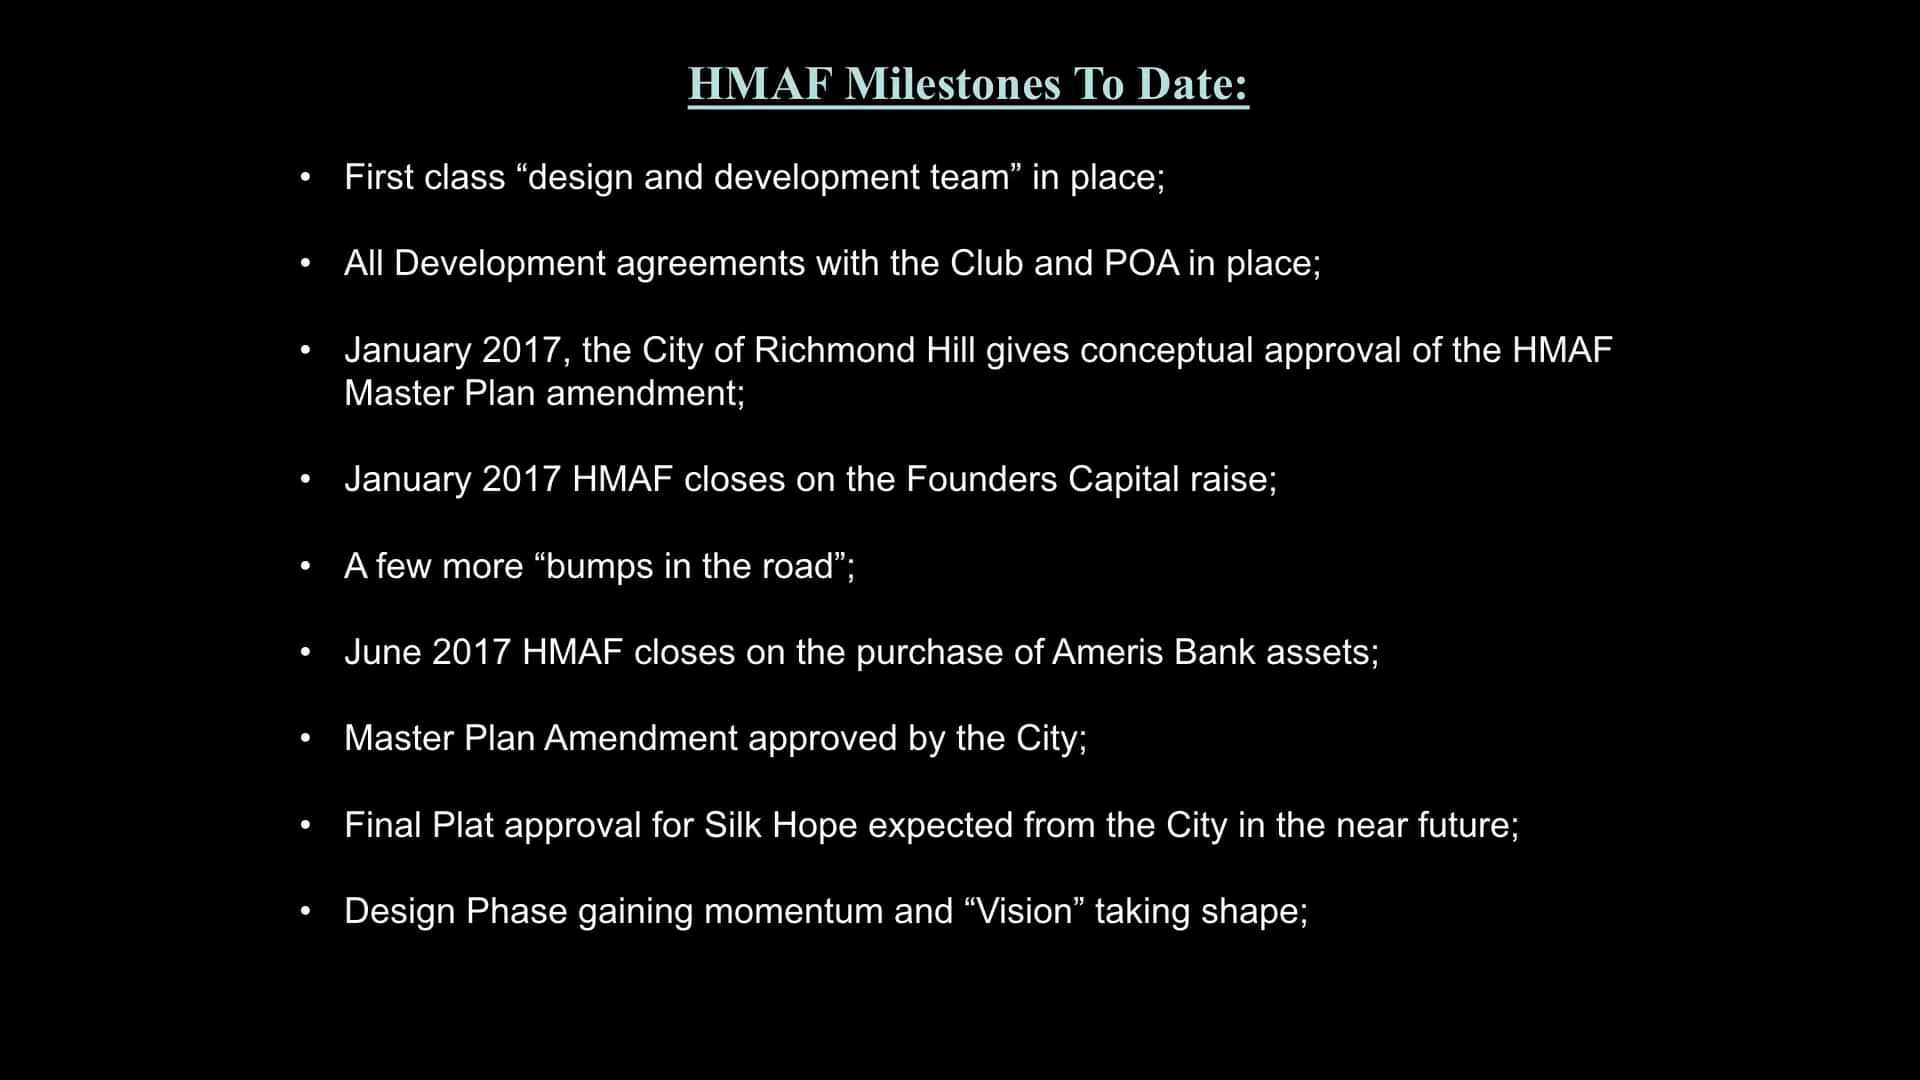 HMAF Milestones To Date:
• First class “design and development team” in place;
• All Development agreements with the Club and POA in place;
• January 2017, the City of Richmond Hill gives conceptual approval of the HMAF
Master Plan amendment;
• January 2017 HMAF closes on the Founders Capital raise;
• A few more “bumps in the road”;
• June 2017 HMAF closes on the purchase of Ameris Bank assets;
• Master Plan Amendment approved by the City;
• Final Plat approval for Silk Hope expected from the City in the near future;
• Design Phase gaining momentum and “Vision” taking shape;